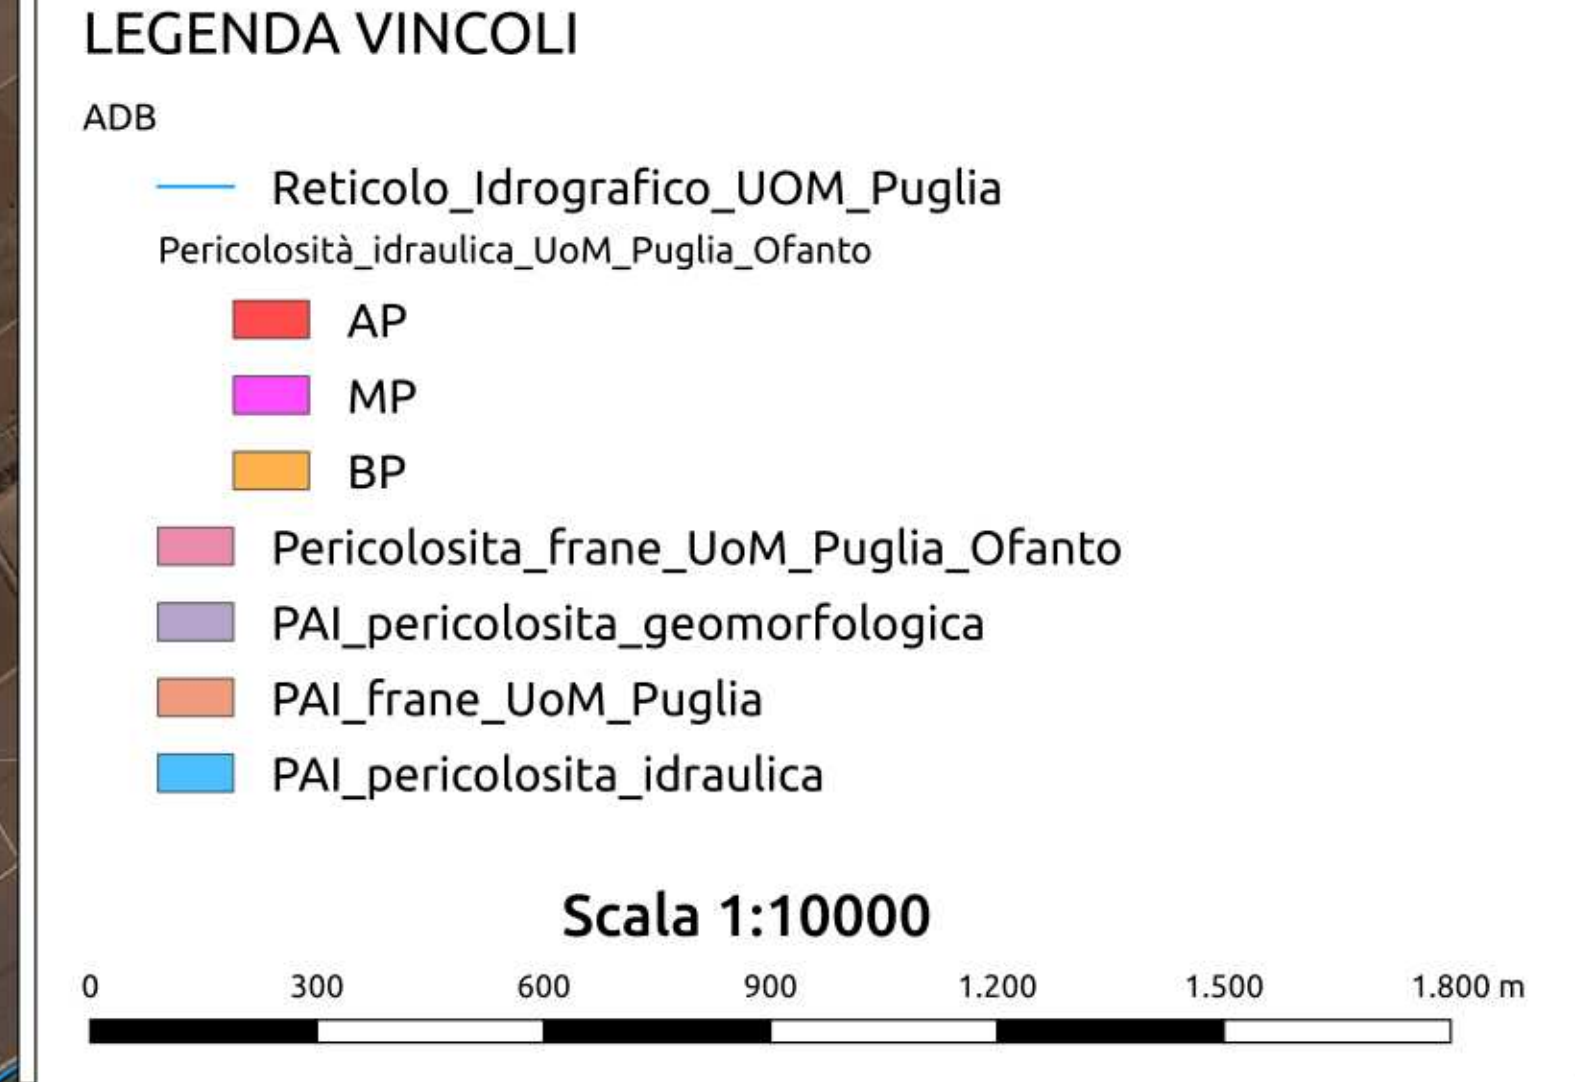 LEGENDA VINCOLI
ADB
Reticolo_Idrografico_UOM_Puglia
Pericolosità_idraulica_UoM_Puglia_Ofanto
AP
MP
BP
Pericolosita_frane_UoM_Puglia_Ofanto
PAI_pericolosita_geomorfologica
PAI_frane_UoM_Puglia
PAI_pericolosita_idraulica
Scala 1:10000
0 300 600 900 1.200 1.500 1.800 m